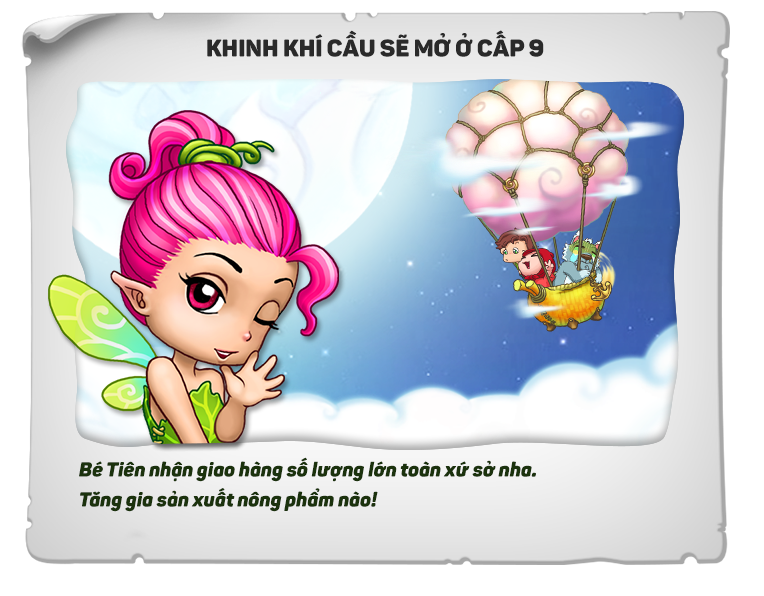 KHINH KHÍ CẦU SẼ MỞ Ở CẤP 9
Bé Tiên nhận giao hàng số lượng lớn toàn xứ sở nha.
Tăng gia sản xuất nông phẩm nào!